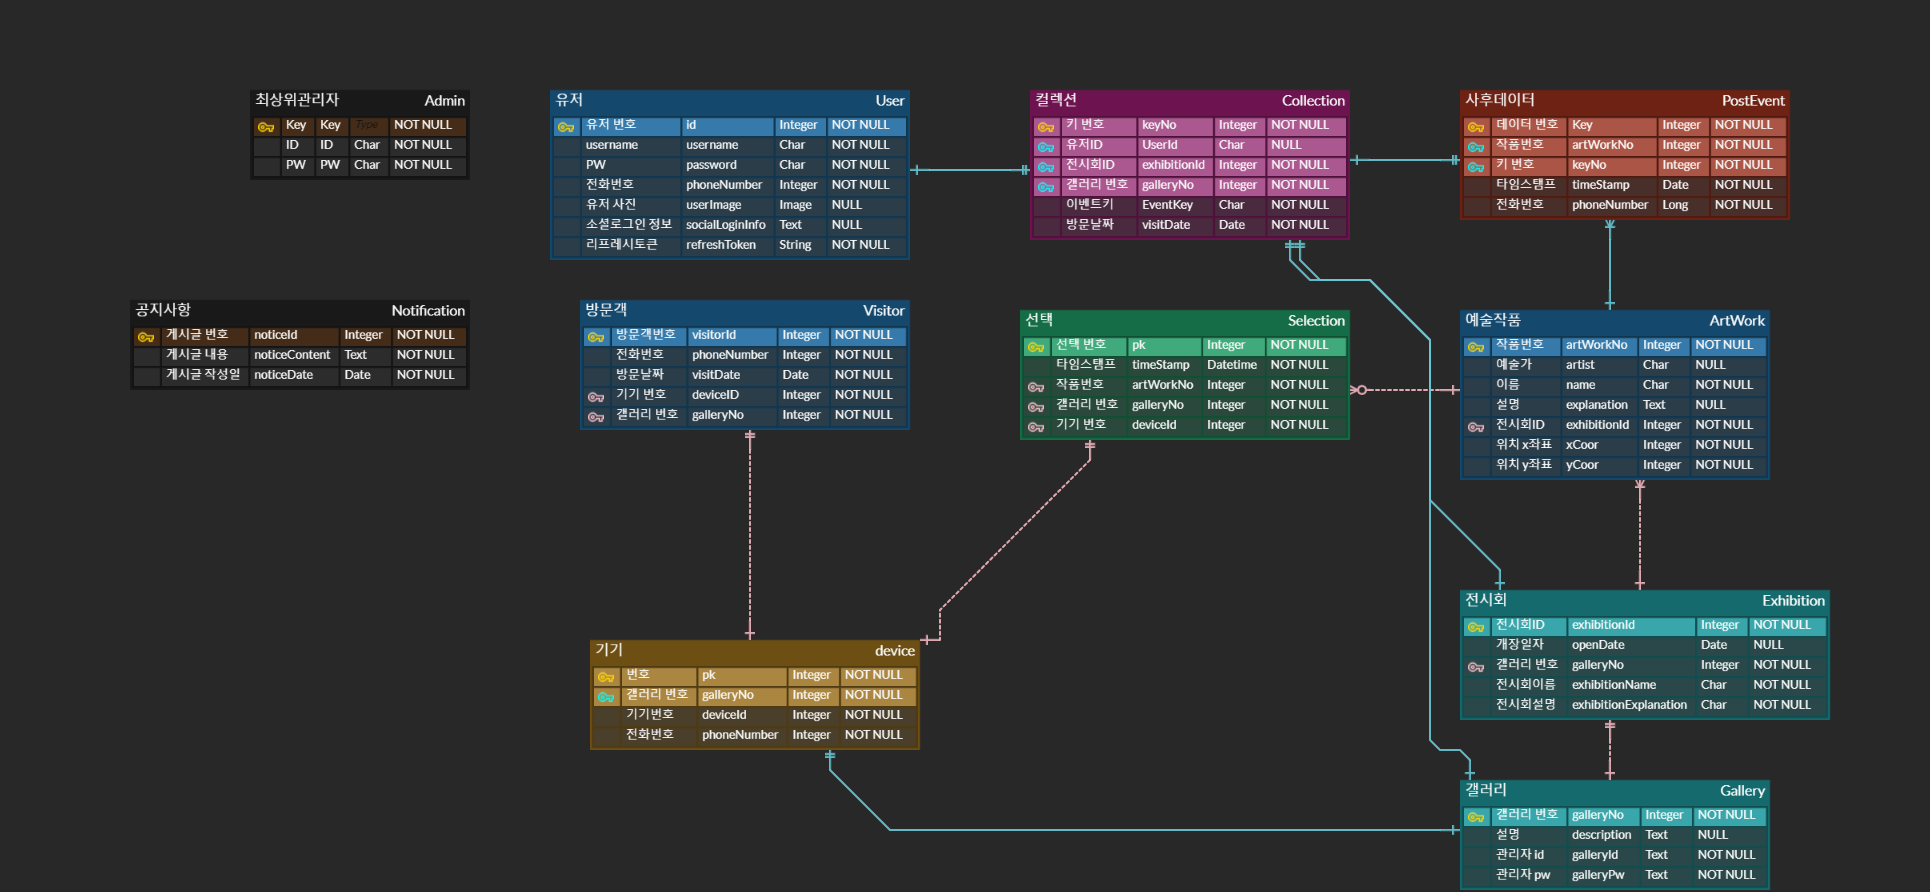 최상위관리자 Admin
Key Key Type NOT NULL
ID ID Char NOT NULL
PW PW Char NOT NULL
유저 User
유저 번호 id Integer NOT NULL
username username Char NOT NULL
PW password Char NOT NULL
전화번호 phoneNumber Integer NOT NULL
유저 사진 userImage Image NULL
소셜로그인 정보 socialLoginInfo Text NULL
리프레시토큰 refreshToken String NOT NULL
컬렉션 Collection
키 번호 keyNo Integer NOT NULL
유저ID UserId Char NULL
전시회ID exhibitionId Integer NOT NULL
갤러리 번호 galleryNo Integer NOT NULL
이벤트키 EventKey Char NOT NULL
방문날짜 visitDate Date NOT NULL
사후데이터 PostEvent
데이터 번호 Key Integer NOT NULL
작품번호 artWorkNo Integer NOT NULL
키 번호 keyNo Integer NOT NULL
타임스탬프 timeStamp Date NOT NULL
전화번호 phoneNumber Long NOT NULL
공지사항 Notification
게시글 번호 noticeId Integer NOT NULL
게시글 내용 noticeContent Text NOT NULL
게시글 작성일 noticeDate Date NOT NULL
방문객 Visitor
방문객번호 visitorId Integer NOT NULL
전화번호 phoneNumber Integer NOT NULL
방문날짜 visitDate Date NOT NULL
기기 번호 deviceID Integer NOT NULL
갤러리 번호 galleryNo Integer NOT NULL
선택 Selection
선택 번호 pk Integer NOT NULL
타임스탬프 timeStamp Datetime NOT NULL
작품번호 artWorkNo Integer NOT NULL
갤러리 번호 galleryNo Integer NOT NULL
기기 번호 deviceId Integer NOT NULL
예술작품 ArtWork
작품번호 artWorkNo Integer NOT NULL
예술가 artist Char NULL
이름 name Char NOT NULL
설명 explanation Text NULL
전시회ID exhibitionId Integer NOT NULL
위치 x좌표 xCoor Integer NOT NULL
위치 y좌표 yCoor Integer NOT NULL
기기 device
번호 pk Integer NOT NULL
갤러리 번호 galleryNo Integer NOT NULL
기기번호 deviceId Integer NOT NULL
전화번호 phoneNumber Integer NOT NULL
전시회 Exhibition
전시회ID exhibitionId Integer NOT NULL
개장일자 openDate Date NULL
갤러리 번호 galleryNo Integer NOT NULL
전시회이름 exhibitionName Char NOT NULL
전시회설명 exhibitionExplanation Char NOT NULL
갤러리 Gallery
갤러리 번호 galleryNo Integer NOT NULL
설명 description Text NULL
관리자 id galleryId Text NOT NULL
관리자 pw galleryPw Text NOT NULL